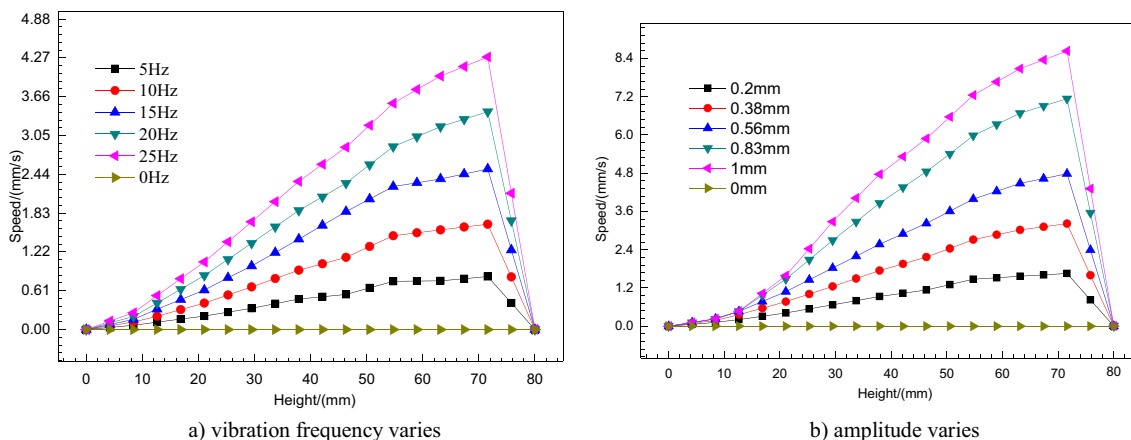 4.88
4.27
3.66
3.05
2.44
1.83
1.22
0.61
0.00
Speed/(mm/s)
5Hz
10Hz
15Hz
20Hz
25Hz
0Hz
0 10 20 30 40 50 60 70 80
Height/(mm)
a) vibration frequency varies
8.4
7.2
6.0
4.8
3.6
2.4
1.2
0.0
Speed/(mm/s)
0.2mm
0.38mm
0.56mm
0.83mm
1mm
0mm
0 10 20 30 40 50 60 70 80
Height/(mm)
b) amplitude varies